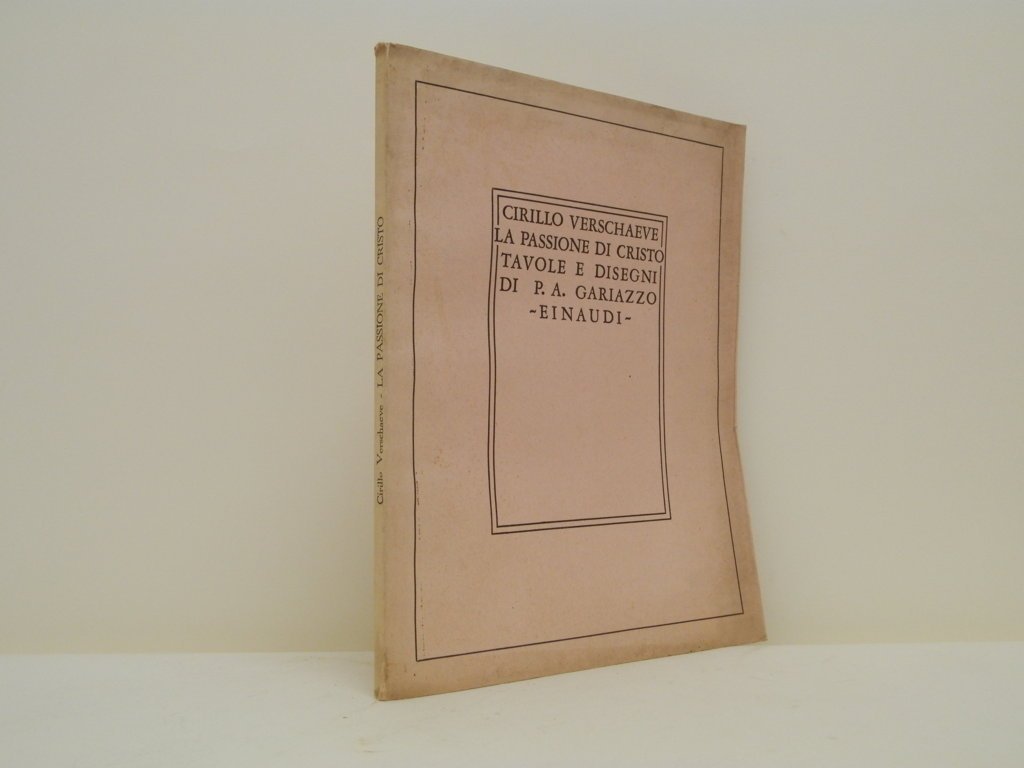 CIRILLO VERSCHAEVE
LA PASSIONE DI CRISTO
TAVOLE E DISEGNI
DI P. A. GARIAZZO
~EINAUDI~
Cirillo Verschaeve - LA PASSIONE DI CRISTO